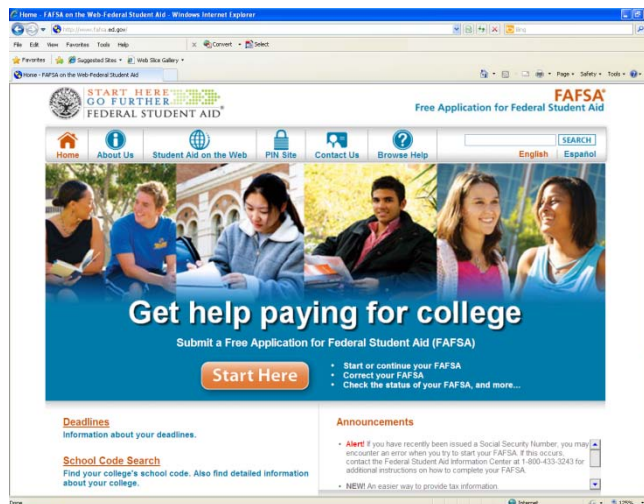 Home - FAFSA on the Web-Federal Student Aid - Windows Internet Explorer
http://www.fafsa.ed.gov/
Bing
File Edit View Favorites Tools Help
x Convert Select
Favorites Suggested Sites Web Slice Gallery
Home - FAFSA on the Web-Federal Student Aid
Page Safety Tools
START HERE
GO FURTHER
FEDERAL STUDENT AID
FAFSA
Free Application for Federal Student Aid
Home About Us Student Aid on the Web PIN Site Contact Us Browse Help
SEARCH
English Español
Get help paying for college
Submit a Free Application for Federal Student Aid (FAFSA)
Start Here
• Start or continue your FAFSA
• Correct your FAFSA
• Check the status of your FAFSA, and more...
Deadlines
Information about your deadlines.
School Code Search
Find your college's school code. Also find detailed information
about your college.
Announcements
• Alert! If you have recently been issued a Social Security Number, you may
encounter an error when you try to start your FAFSA. If this occurs,
contact the Federal Student Aid Information Center at 1-800-433-3243 for
additional instructions on how to complete your FAFSA.
• NEW! An easier way to provide tax information.
Done
Internet
125%